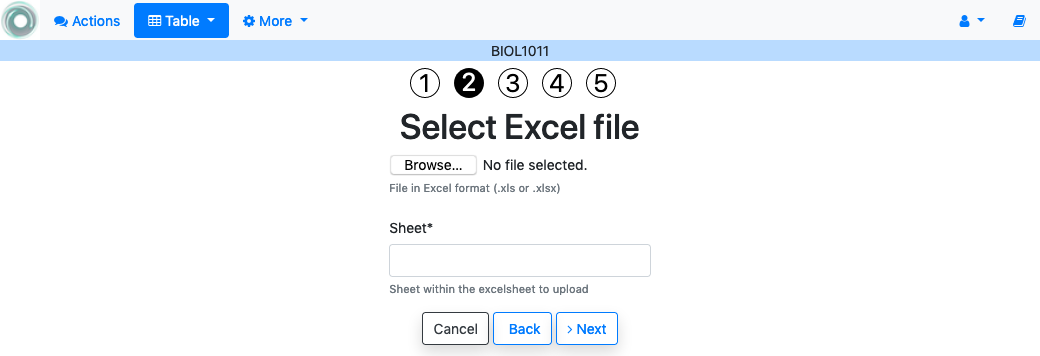 Actions Table More
BIOL1011
1 2 3 4 5
Select Excel file
Browse... No file selected.
File in Excel format (.xls or .xlsx)
Sheet*
Sheet within the excelsheet to upload
Cancel Back Next